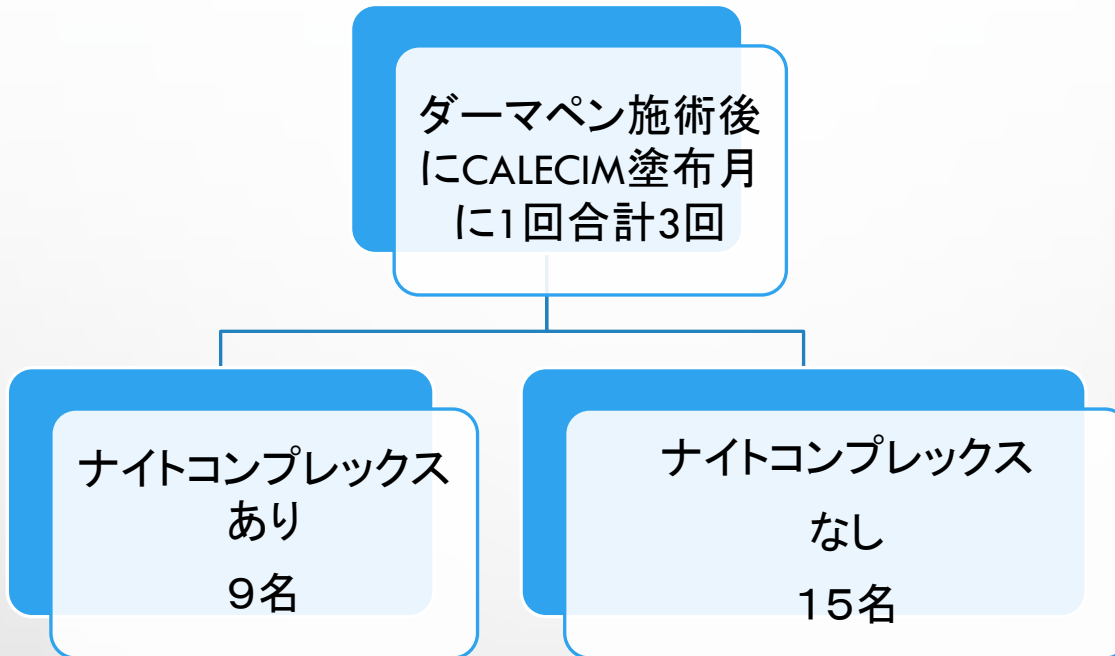 ダーマペン施術後
にCALECIM塗布月
に1回合計3回
ナイトコンプレックス
あり
９名
ナイトコンプレックス
なし
１５名